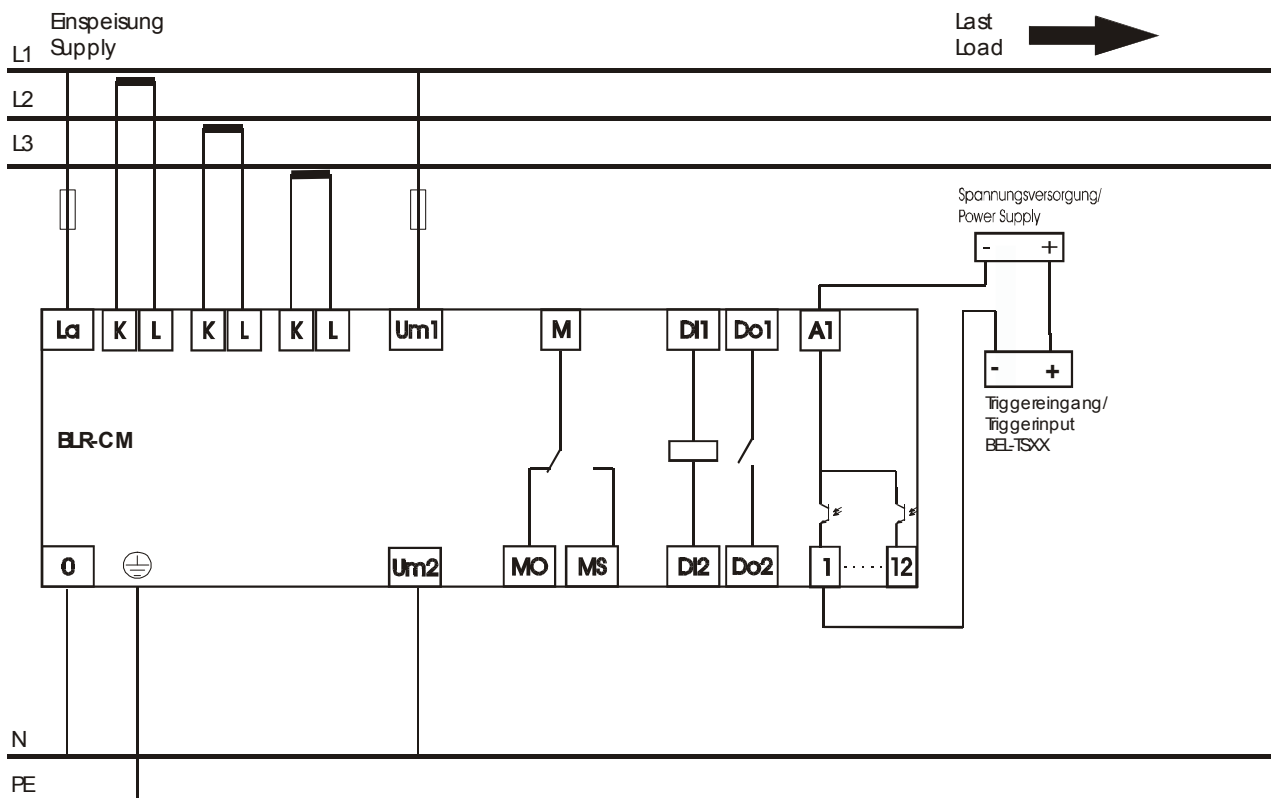 Einspeisung
Supply
Last
Load
L1
L2
L3
Spannungsversorgung/
Power Supply
- +
La K L K L K L Um1 M DI1 Do1 A1
- +
Triggereingang/
Triggerinput
BEL-TSXX
BLR-CM
0 Um2 MO MS DI2 Do2 1 ..... 12
N
PE